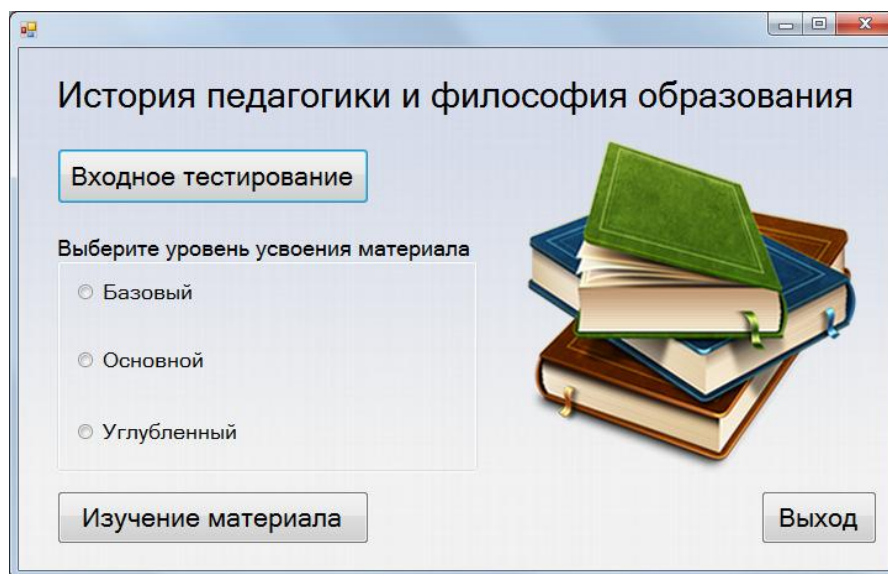 История педагогики и философия образования
Входное тестирование
Выберите уровень усвоения материала
Базовый
Основной
Углубленный
Изучение материала
Выход